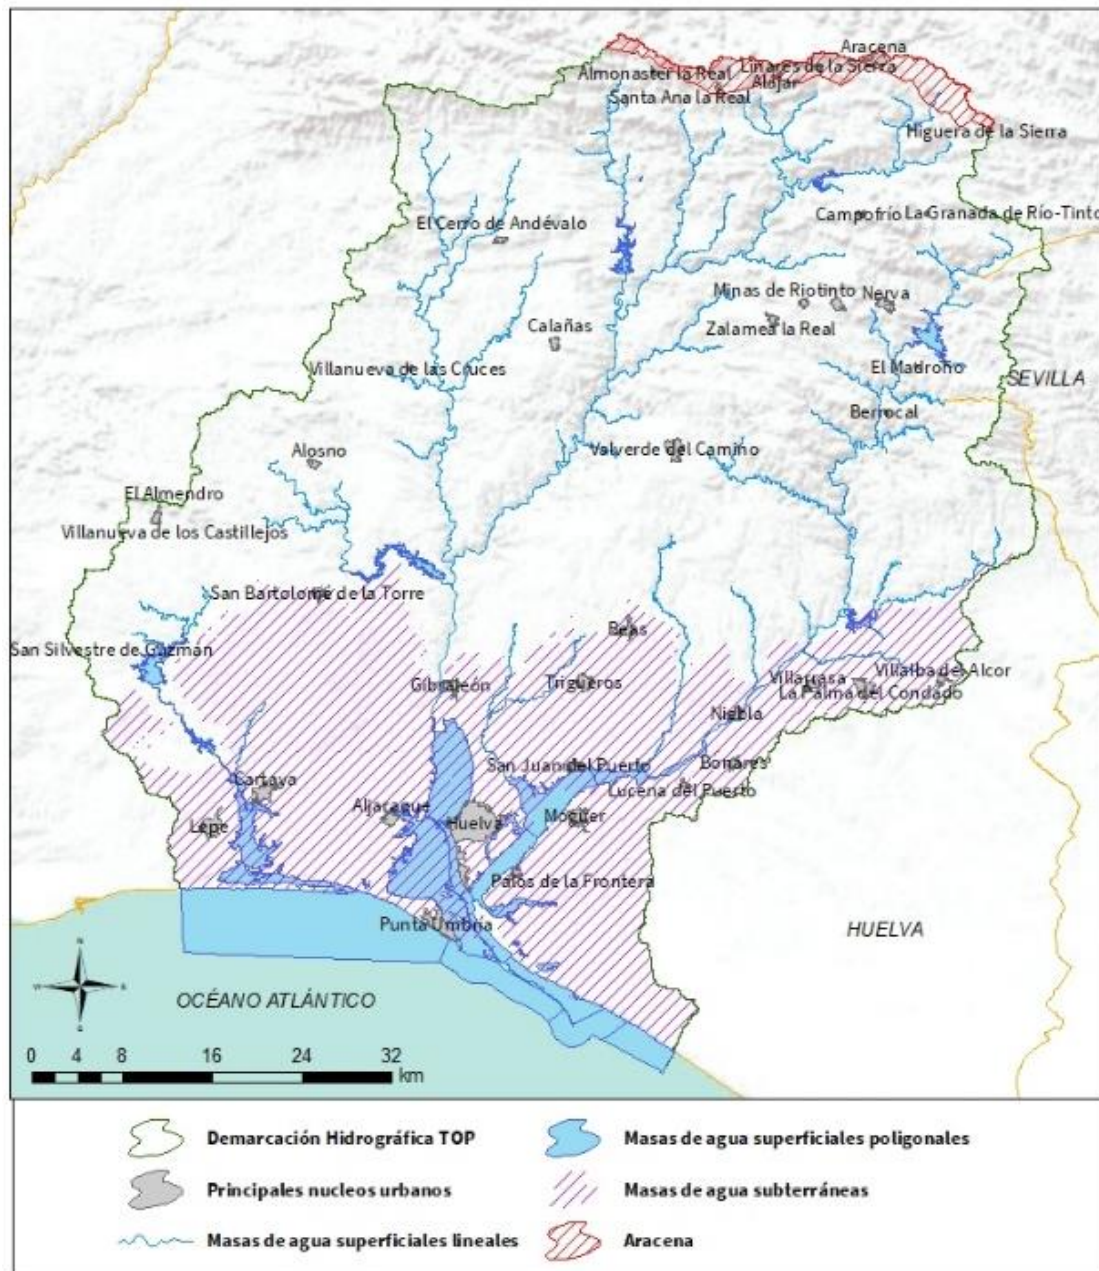 Aracena
Linares de la Sierra
Almonaster la Real
Alájar
Santa Ana la Real
Higuera de la Sierra
Campofrío
La Granada de Río-Tinto
El Cerro de Andévalo
Minas de Riotinto
Nerva
Calañas
Zalamea la Real
Villanueva de las Cruces
El Madroño
SEVILLA
Berrocal
Alosno
Valverde del Camino
El Almendro
Villanueva de los Castillejos
San Bartolomé de la Torre
Beas
San Silvestre de Guzmán
Gibraleón
Trigueros
Villarrasa
Villalba del Alcor
La Palma del Condado
Niebla
San Juan del Puerto
Bonares
Cartaya
Lucena del Puerto
Aljaraque
Huelva
Moguer
Lepe
Palos de la Frontera
Punta Umbría
HUELVA
N
W
E
S
OCÉANO ATLÁNTICO
0 4 8 16 24 32
km
Demarcación Hidrográfica TOP
Masas de agua superficiales poligonales
Principales nucleos urbanos
Masas de agua subterráneas
Masas de agua superficiales lineales
Aracena